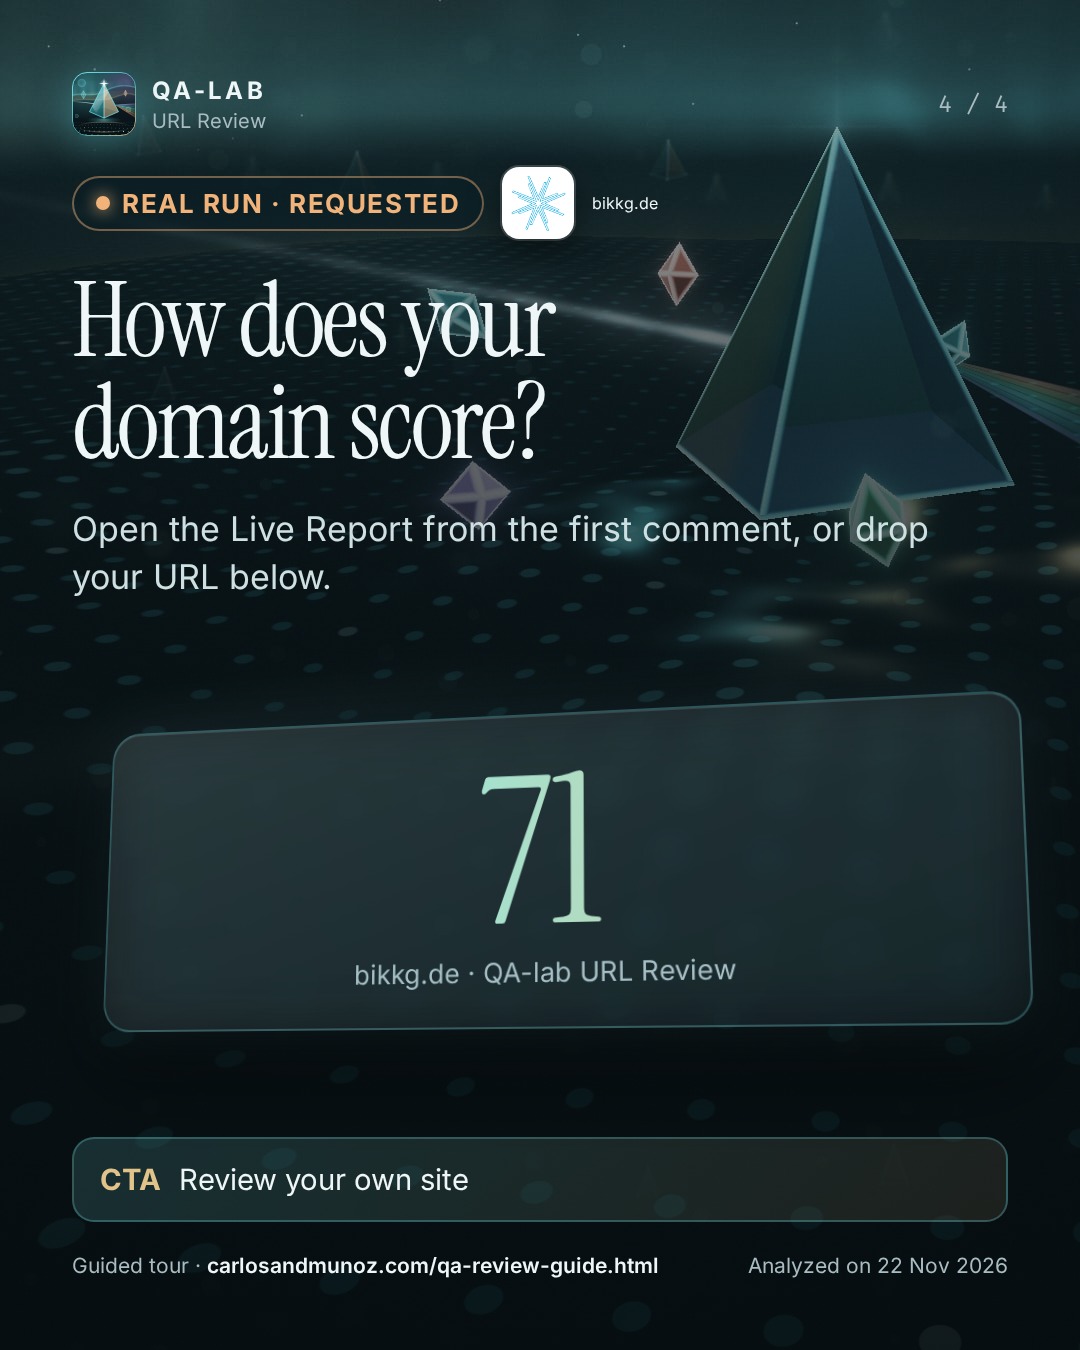 QA-LAB
URL Review
4 / 4
REAL RUN · REQUESTED
bikkg.de
How does your
domain score?
Open the Live Report from the first comment, or drop
your URL below.
71
bikkg.de · QA-lab URL Review
CTA Review your own site
Guided tour · carlosandmunoz.com/qa-review-guide.html
Analyzed on 22 Nov 2026